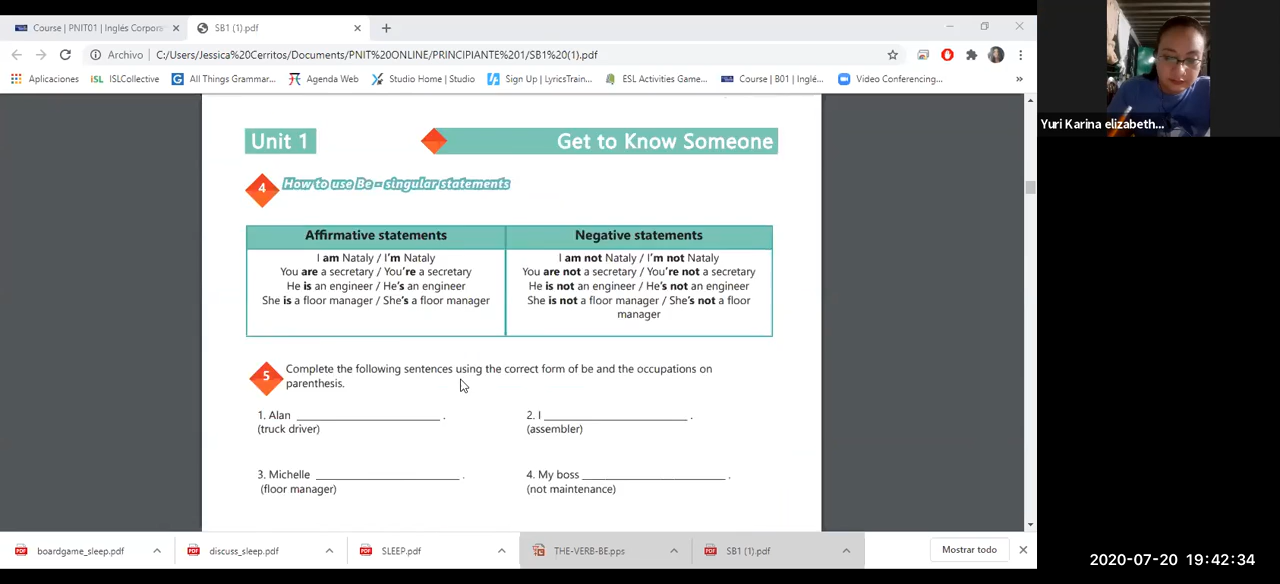 Course | PNIT01 | Inglés Corpora
SB1 (1).pdf
Archivo
C:/Users/Jessica%20Cerritos/Documents/PNIT%20ONLINE/PRINCIPIANTE%201/SB1%20(1).pdf
Aplicaciones
iSL ISLCollective
All Things Grammar...
Agenda Web
Studio Home | Studio
Sign Up | LyricsTrain...
ESL Activities Game...
Course | B01 | Inglé...
Video Conferencing...
»
Yuri Karina elizabeth...
Unit 1
Get to Know Someone
4
How to use Be - singular statements
Affirmative statements
I am Nataly / I'm Nataly
You are a secretary / You're a secretary
He is an engineer / He's an engineer
She is a floor manager / She's a floor manager
Negative statements
I am not Nataly / I'm not Nataly
You are not a secretary / You're not a secretary
He is not an engineer / He's not an engineer
She is not a floor manager / She's not a floor
manager
5
Complete the following sentences using the correct form of be and the occupations on
parenthesis.
1. Alan ______________________ .
(truck driver)
2. I ______________________ .
(assembler)
3. Michelle ______________________ .
(floor manager)
4. My boss ______________________ .
(not maintenance)
boardgame_sleep.pdf
discuss_sleep.pdf
SLEEP.pdf
THE-VERB-BE.pps
SB1 (1).pdf
Mostrar todo
2020-07-20 19:42:34